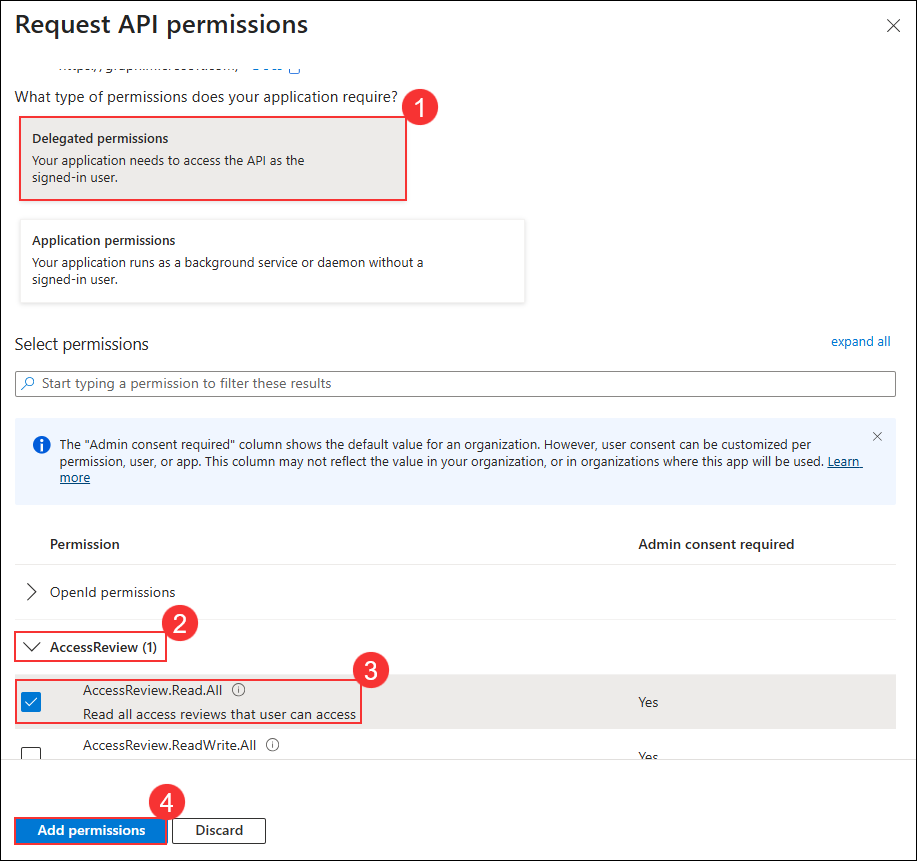 Request API permissions
What type of permissions does your application require?
1
Delegated permissions
Your application needs to access the API as the
signed-in user.
Application permissions
Your application runs as a background service or daemon without a
signed-in user.
Select permissions
expand all
Start typing a permission to filter these results
The "Admin consent required" column shows the default value for an organization. However, user consent can be customized per
permission, user, or app. This column may not reflect the value in your organization, or in organizations where this app will be used. Learn
more
Permission
Admin consent required
OpenId permissions
2
AccessReview (1)
3
AccessReview.Read.All
Read all access reviews that user can access
Yes
AccessReview.ReadWrite.All
Yes
4
Add permissions
Discard